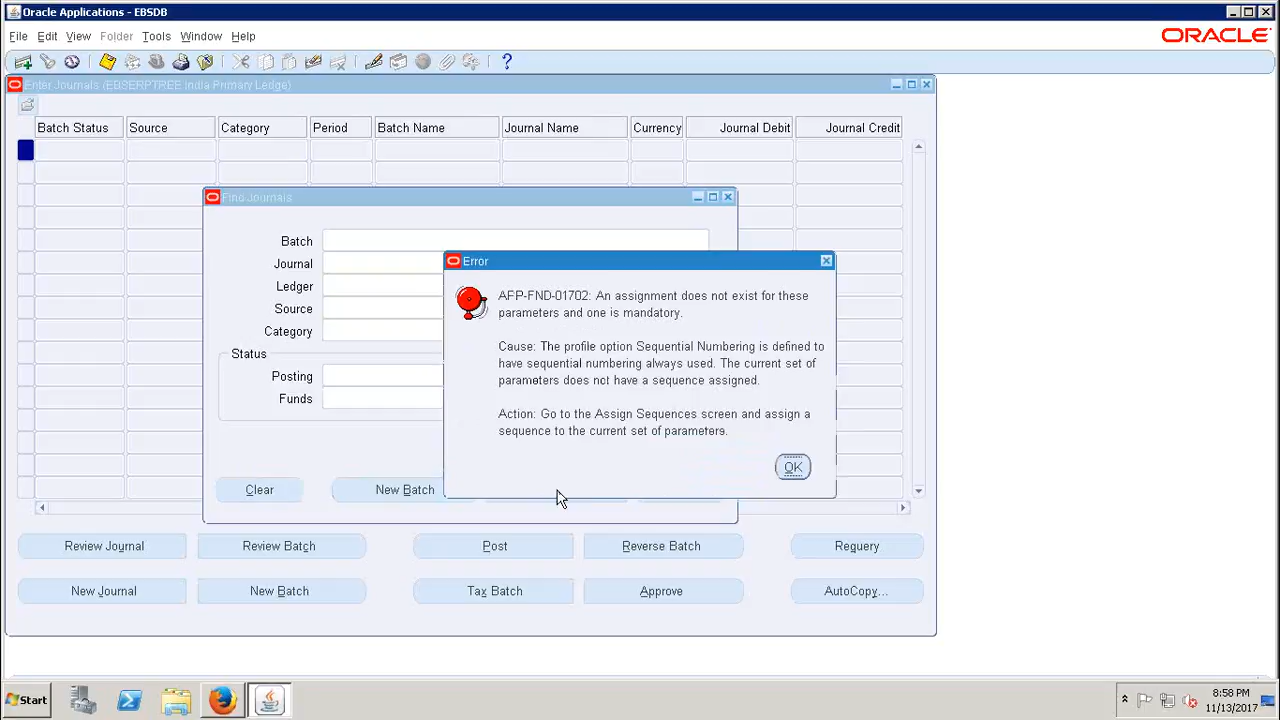 Oracle Applications - EBSDB
File Edit View Folder Tools Window Help
ORACLE
Enter Journals (EBSERPTREE India Primary Ledger)
Batch Status Source Category Period Batch Name Journal Name Currency Journal Debit Journal Credit
Find Journals
Batch
Journal
Ledger
Source
Category
Status
Posting
Funds
Clear New Batch
Error
AFP-FND-01702: An assignment does not exist for these
parameters and one is mandatory.
Cause: The profile option Sequential Numbering is defined to
have sequential numbering always used. The current set of
parameters does not have a sequence assigned.
Action: Go to the Assign Sequences screen and assign a
sequence to the current set of parameters.
OK
Review Journal Review Batch Post Reverse Batch Requery
New Journal New Batch Tax Batch Approve AutoCopy...
Start
8:58 PM
11/13/2017